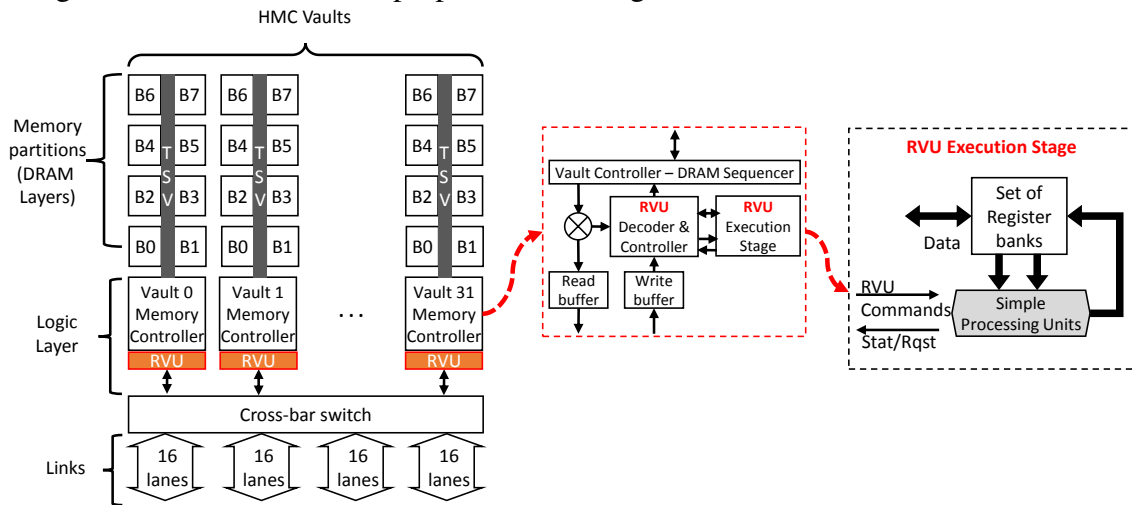 HMC Vaults
Memory
partitions
(DRAM
Layers)
B6 B7 B6 B7 B6 B7
B4 B5 B4 B5 B4 B5
B2 B3 B2 B3 B2 B3
B0 B1 B0 B1 B0 B1
TSV TSV TSV
Logic
Layer
Vault 0
Memory
Controller
RVU
Vault 1
Memory
Controller
RVU
...
Vault 31
Memory
Controller
RVU
Cross-bar switch
Links
16
lanes
16
lanes
16
lanes
16
lanes
Vault Controller – DRAM Sequencer
RVU
Decoder &
Controller
RVU
Execution
Stage
Read
buffer
Write
buffer
RVU Execution Stage
Set of
Register
banks
Data
RVU
Commands
Stat/Rqst
Simple
Processing Units